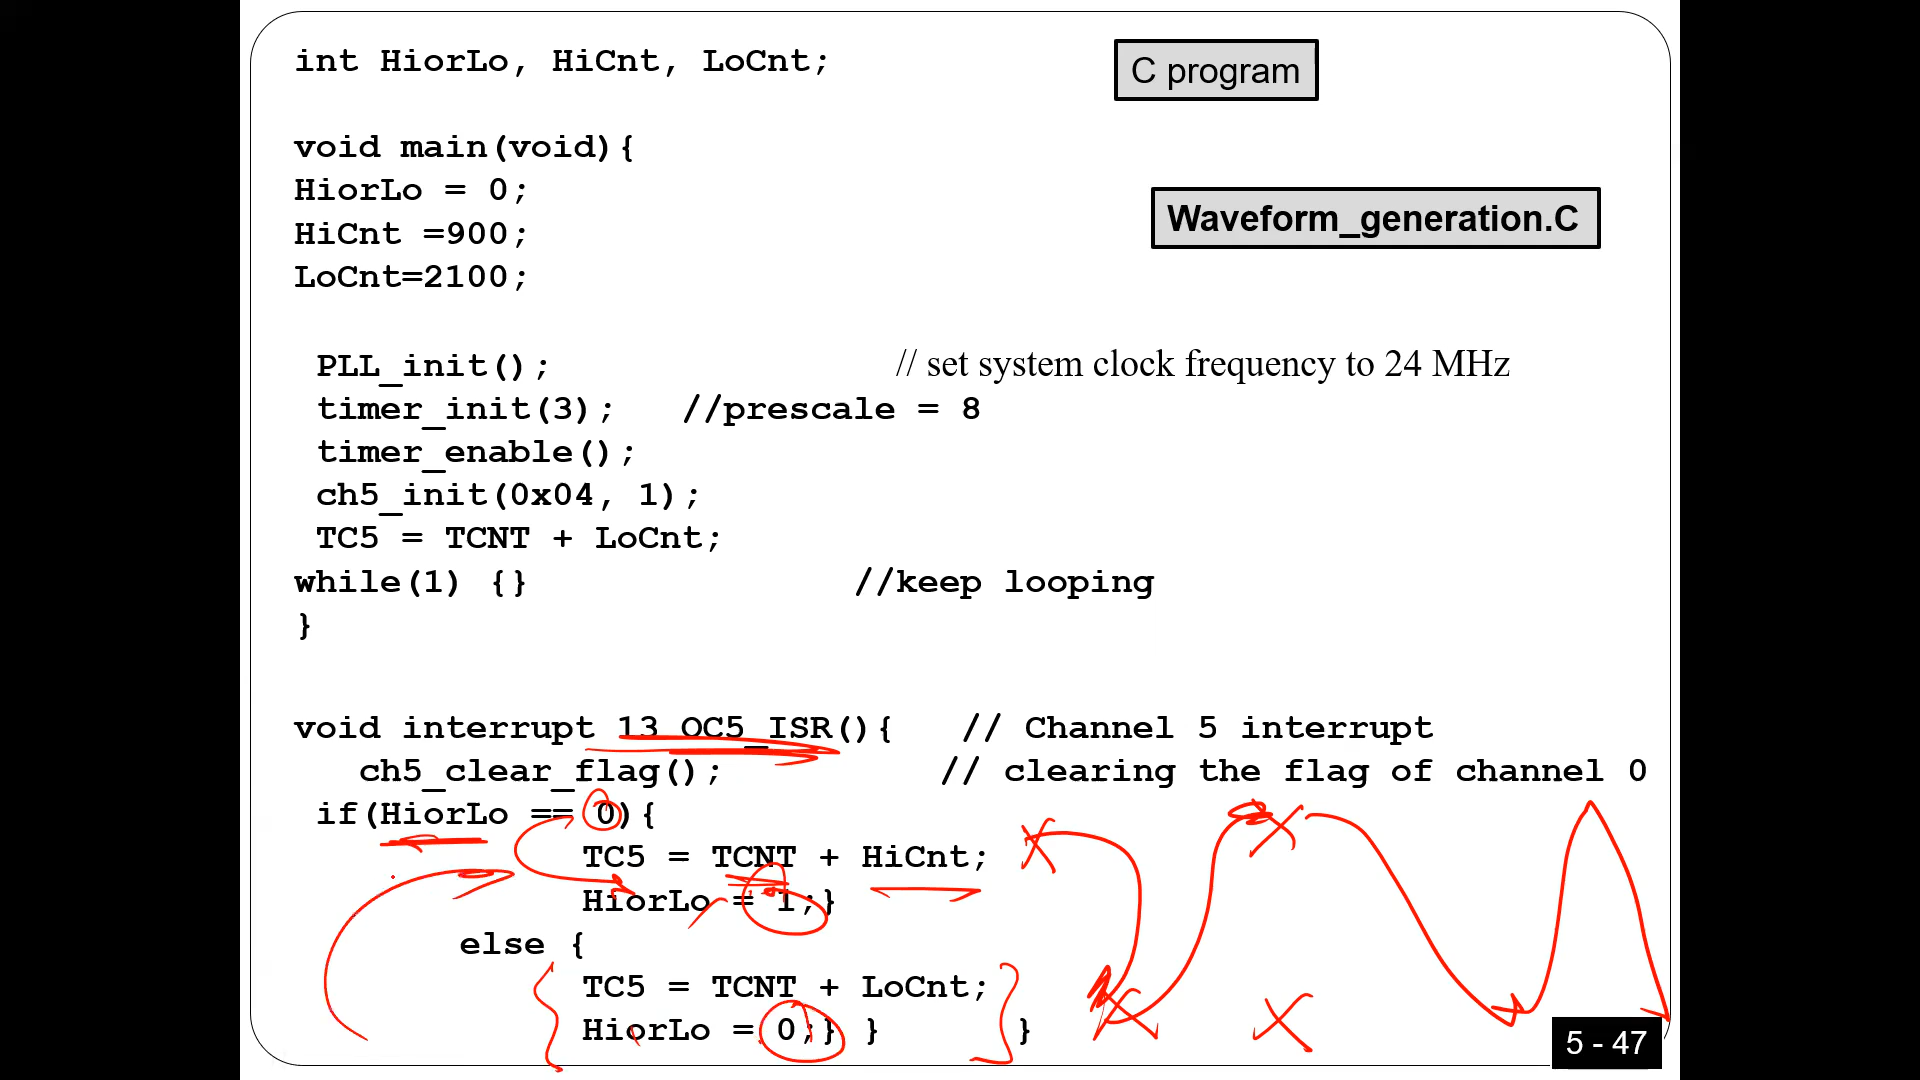 int HiorLo, HiCnt, LoCnt;
C program
void main(void){
HiorLo = 0;
HiCnt =900;
Waveform_generation.C
LoCnt=2100;
PLL_init(); // set system clock frequency to 24 MHz
timer_init(3); //prescale = 8
timer_enable();
ch5_init(0x04, 1);
TC5 = TCNT + LoCnt;
while(1) {} //keep looping
}
void interrupt 13 OC5_ISR(){ // Channel 5 interrupt
ch5_clear_flag(); // clearing the flag of channel 0
if(HiorLo == 0){
TC5 = TCNT + HiCnt;
HiorLo = 1;}
else {
TC5 = TCNT + LoCnt;
HiorLo = 0;} } }
5 - 47